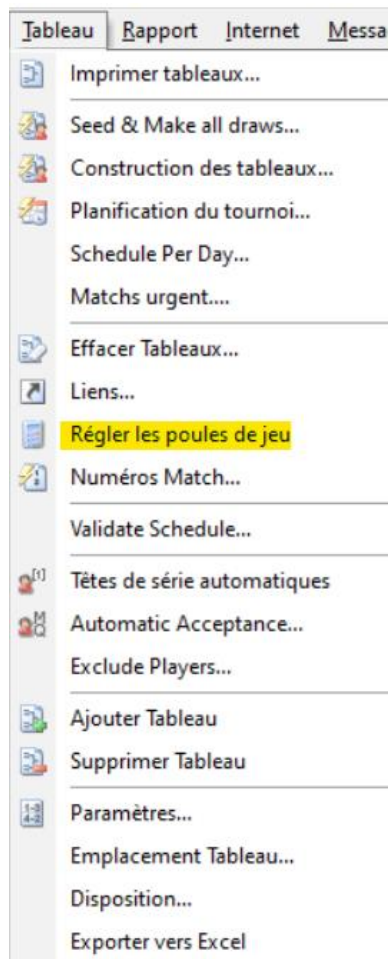 Tableau Rapport Internet Messa
Imprimer tableaux...
Seed & Make all draws...
Construction des tableaux...
Planification du tournoi...
Schedule Per Day...
Matchs urgent....
Effacer Tableaux...
Liens...
Régler les poules de jeu
Numéros Match...
Validate Schedule...
Têtes de série automatiques
Automatic Acceptance...
Exclude Players...
Ajouter Tableau
Supprimer Tableau
Paramètres...
Emplacement Tableau...
Disposition...
Exporter vers Excel